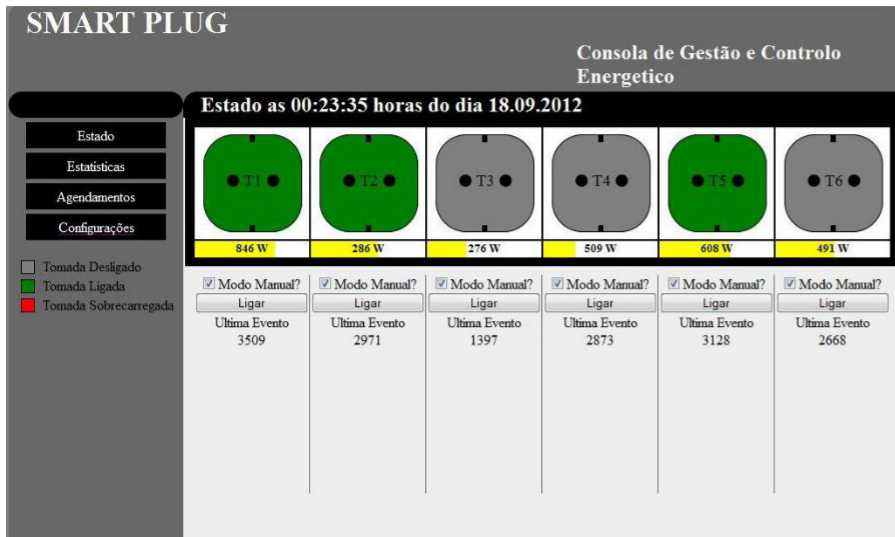 SMART PLUG
Consola de Gestão e Controlo
Energetico
Estado as 00:23:35 horas do dia 18.09.2012
Estado
Estatisticas
Agendamentos
Configurações
Tomada Desligado
Tomada Ligada
Tomada Sobrecarregada
T1 T2 T3 T4 T5 T6
846 W 286 W 276 W 509 W 608 W 491 W
Modo Manual? Modo Manual? Modo Manual? Modo Manual? Modo Manual? Modo Manual?
Ligar Ligar Ligar Ligar Ligar Ligar
Ultima Evento Ultima Evento Ultima Evento Ultima Evento Ultima Evento Ultima Evento
3509 2971 1397 2873 3128 2668